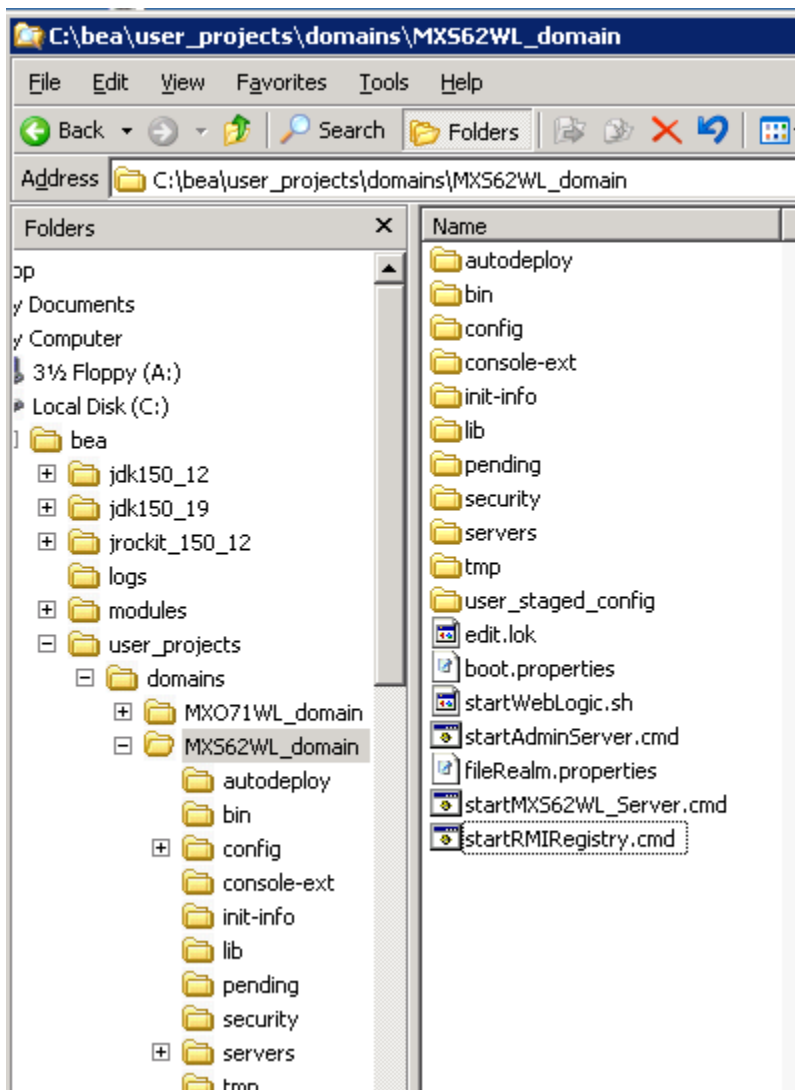 C:\bea\user_projects\domains\MXS62WL_domain
File Edit View Favorites Tools Help
Back Search Folders
Address C:\bea\user_projects\domains\MXS62WL_domain
Folders
op
y Documents
y Computer
3½ Floppy (A:)
Local Disk (C:)
bea
jdk150_12
jdk150_19
jrockit_150_12
logs
modules
user_projects
domains
MXO71WL_domain
MXS62WL_domain
autodeploy
bin
config
console-ext
init-info
lib
pending
security
servers
tmp
Name
autodeploy
bin
config
console-ext
init-info
lib
pending
security
servers
tmp
user_staged_config
edit.lok
boot.properties
startWebLogic.sh
startAdminServer.cmd
fileRealm.properties
startMXS62WL_Server.cmd
startRMIRegistry.cmd